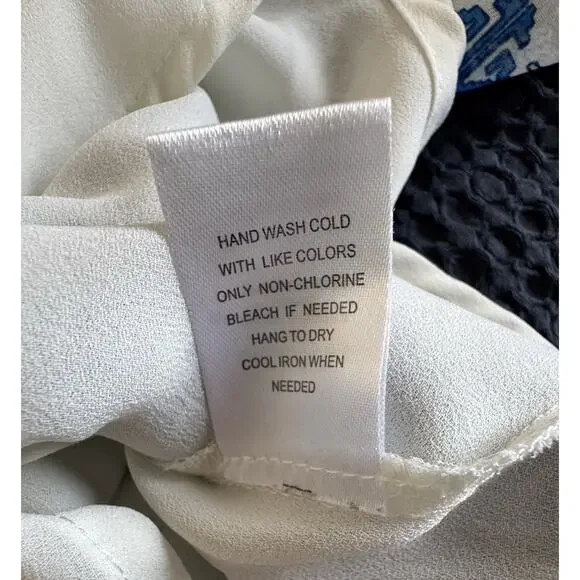 HAND WASH COLD
WITH LIKE COLORS
ONLY NON-CHLORINE
BLEACH IF NEEDED
HANG TO DRY
COOL IRON WHEN
NEEDED